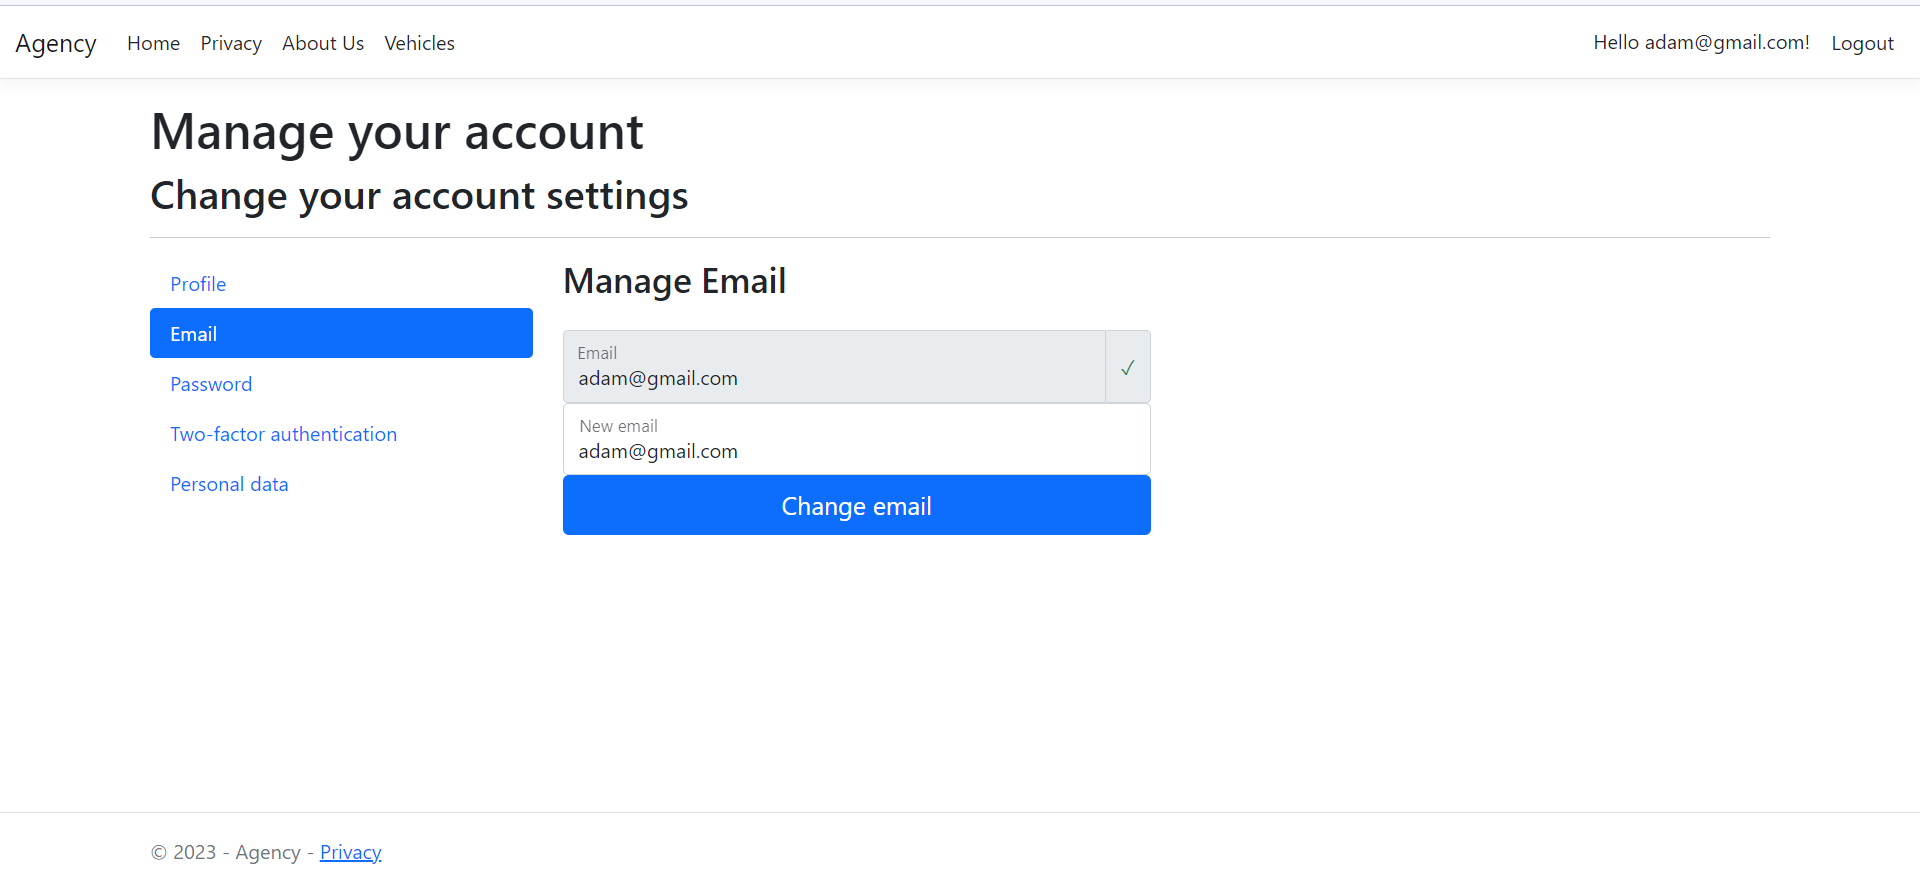 Agency Home Privacy About Us Vehicles Hello adam@gmail.com! Logout
Manage your account
Change your account settings
Profile
Email
Password
Two-factor authentication
Personal data
Manage Email
Email
adam@gmail.com
✓
New email
adam@gmail.com
Change email
© 2023 - Agency - Privacy